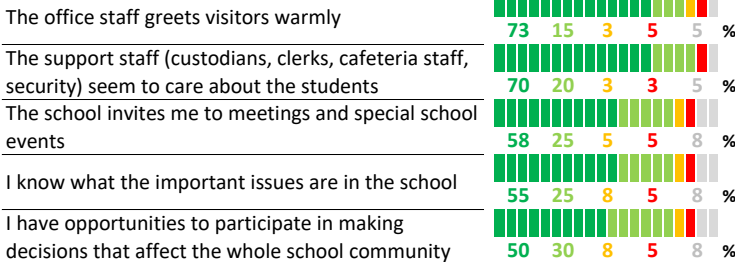 The office staff greets visitors warmly
73 15 3 5 5 %
The support staff (custodians, clerks, cafeteria staff,
security) seem to care about the students
70 20 3 3 5 %
The school invites me to meetings and special school
events
58 25 5 5 8 %
I know what the important issues are in the school
55 25 8 5 8 %
I have opportunities to participate in making
decisions that affect the whole school community
50 30 8 5 8 %